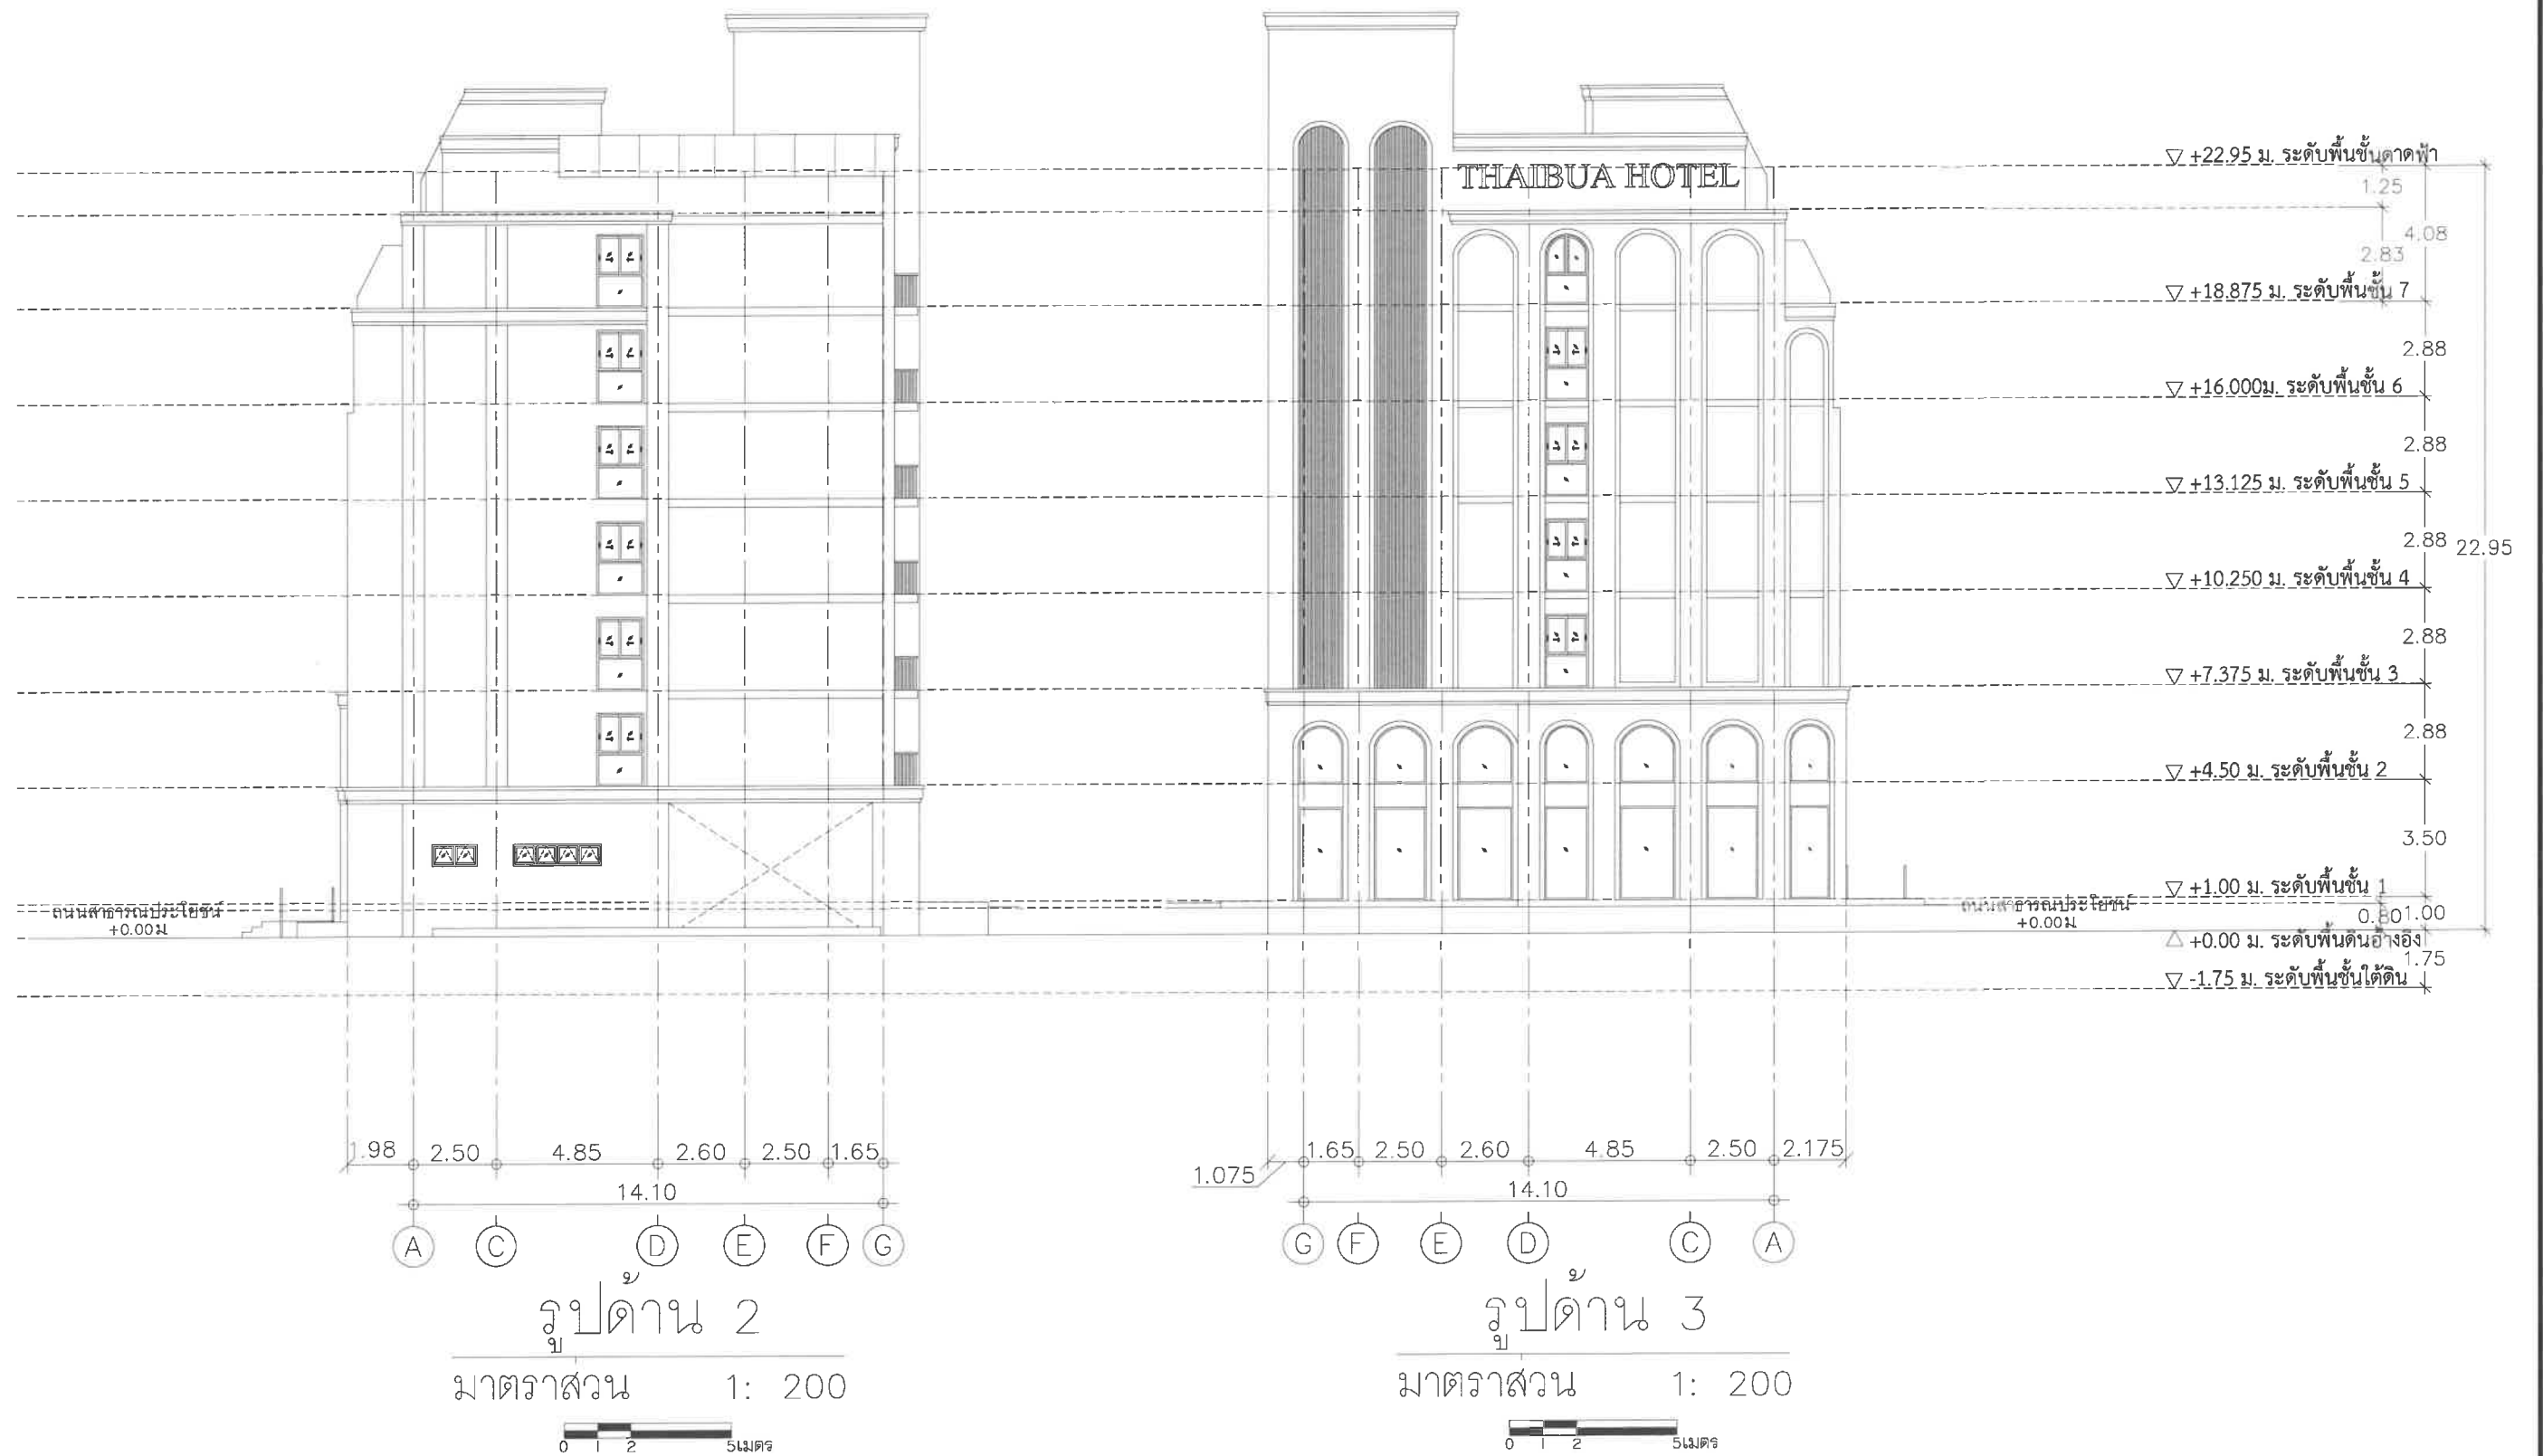 THAIBUA HOTEL
▽ +22.95 ม. ระดับพื้นชั้นดาดฟ้า
1.25
4.08
2.83
▽ +18.875 ม. ระดับพื้นชั้น 7
2.88
▽ +16.000ม. ระดับพื้นชั้น 6
2.88
▽ +13.125 ม. ระดับพื้นชั้น 5
2.88
22.95
▽ +10.250 ม. ระดับพื้นชั้น 4
2.88
▽ +7.375 ม. ระดับพื้นชั้น 3
2.88
▽ +4.50 ม. ระดับพื้นชั้น 2
3.50
▽ +1.00 ม. ระดับพื้นชั้น 1
0.80
1.00
△ +0.00 ม. ระดับพื้นดินอ้างอิง
1.75
▽ -1.75 ม. ระดับพื้นชั้นใต้ดิน
ถนนสาธารณประโยชน์
+0.00ม
ถนนสาธารณประโยชน์
+0.00ม
1.98 2.50 4.85 2.60 2.50 1.65
14.10
A C D E F G
รูปด้าน 2
มาตราส่วน 1: 200
0 1 2 5เมตร
1.075 1.65 2.50 2.60 4.85 2.50 2.175
14.10
G F E D C A
รูปด้าน 3
มาตราส่วน 1: 200
0 1 2 5เมตร